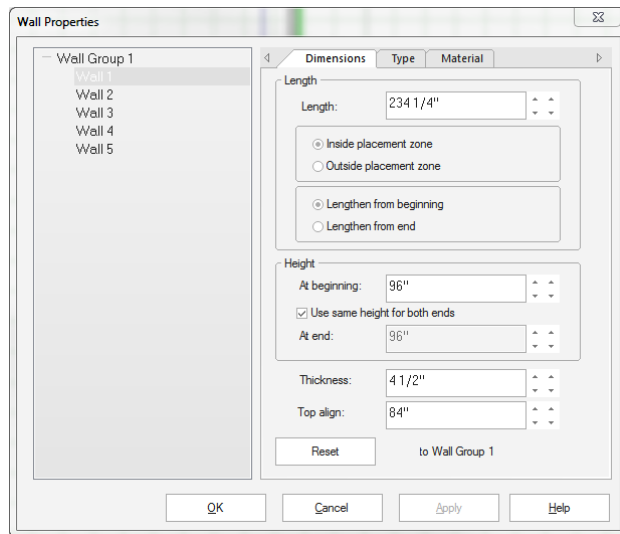 Wall Properties
Wall Group 1
Wall 1
Wall 2
Wall 3
Wall 4
Wall 5
Dimensions Type Material
Length
Length: 234 1/4"
Inside placement zone
Outside placement zone
Lengthen from beginning
Lengthen from end
Height
At beginning: 96"
Use same height for both ends
At end: 96"
Thickness: 4 1/2"
Top align: 84"
Reset to Wall Group 1
OK Cancel Apply Help